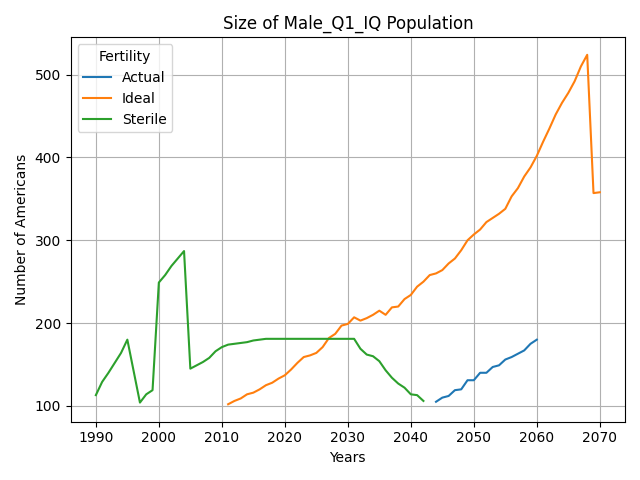 Size of Male_Q1_IQ Population
Fertility
Actual
Ideal
Sterile
Number of Americans
500
400
300
200
100
1990
2000
2010
2020
2030
2040
2050
2060
2070
Years